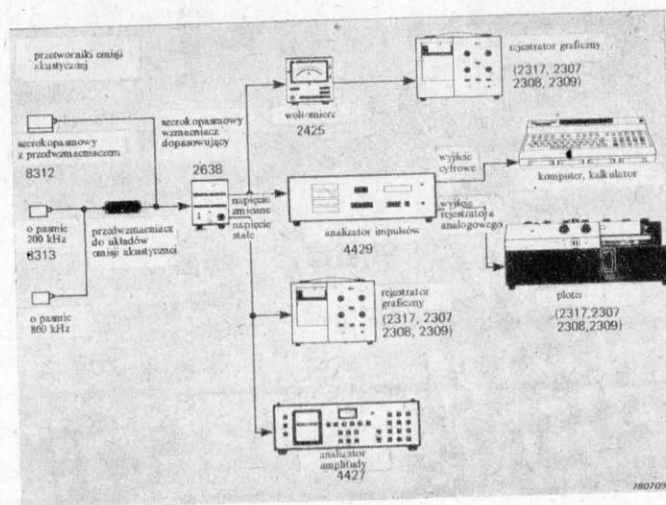 przetworniki emisji
akustycznej
szerokopasmowy
z przedwzmacniaczem
8312
o pasmie
200 kHz
8313
o pasmie
800 kHz
przedwzmacniacz
do układów
emisji akustycznej
szerokopasmowy
wzmacniacz
dopasowujący
2638
napięcie
zmienne
napięcie
stałe
woltomierz
2425
rejestrator graficzny
(2317, 2307
2308, 2309)
analizator impulsów
4429
wyjście
cyfrowe
wyjście
rejestratora
analogowego
komputer, kalkulator
ploter
(2317,2307
2308,2309)
rejestrator
graficzny
(2317, 2307
2308, 2309)
analizator
amplitudy
4427
780709